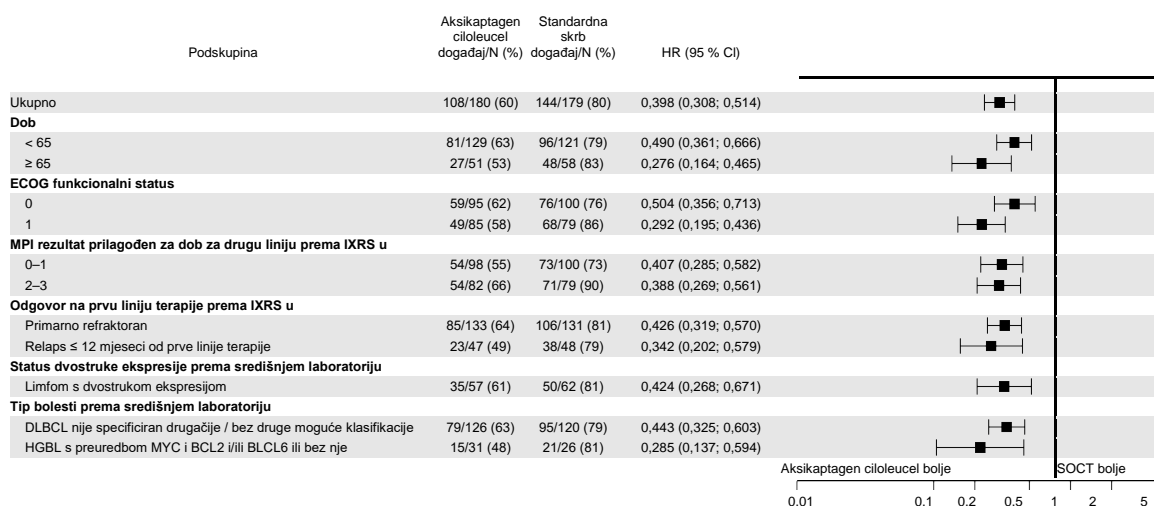 Podskupina
Aksikaptagen
ciloleucel
događaj/N (%)
Standardna
skrb
događaj/N (%)
HR (95 % CI)
Ukupno 108/180 (60) 144/179 (80) 0,398 (0,308; 0,514)
Dob
< 65 81/129 (63) 96/121 (79) 0,490 (0,361; 0,666)
≥ 65 27/51 (53) 48/58 (83) 0,276 (0,164; 0,465)
ECOG funkcionalni status
0 59/95 (62) 76/100 (76) 0,504 (0,356; 0,713)
1 49/85 (58) 68/79 (86) 0,292 (0,195; 0,436)
MPI rezultat prilagođen za dob za drugu liniju prema IXRS u
0–1 54/98 (55) 73/100 (73) 0,407 (0,285; 0,582)
2–3 54/82 (66) 71/79 (90) 0,388 (0,269; 0,561)
Odgovor na prvu liniju terapije prema IXRS u
Primarno refraktoran 85/133 (64) 106/131 (81) 0,426 (0,319; 0,570)
Relaps ≤ 12 mjeseci od prve linije terapije 23/47 (49) 38/48 (79) 0,342 (0,202; 0,579)
Status dvostruke ekspresije prema središnjem laboratoriju
Limfom s dvostrukom ekspresijom 35/57 (61) 50/62 (81) 0,424 (0,268; 0,671)
Tip bolesti prema središnjem laboratoriju
DLBCL nije specificiran drugačije / bez druge moguće klasifikacije 79/126 (63) 95/120 (79) 0,443 (0,325; 0,603)
HGBL s preuredbom MYC i BCL2 i/ili BLCL6 ili bez nje 15/31 (48) 21/26 (81) 0,285 (0,137; 0,594)
Aksikaptagen ciloleucel bolje SOCT bolje
0.01 0.1 0.2 0.5 1 2 5